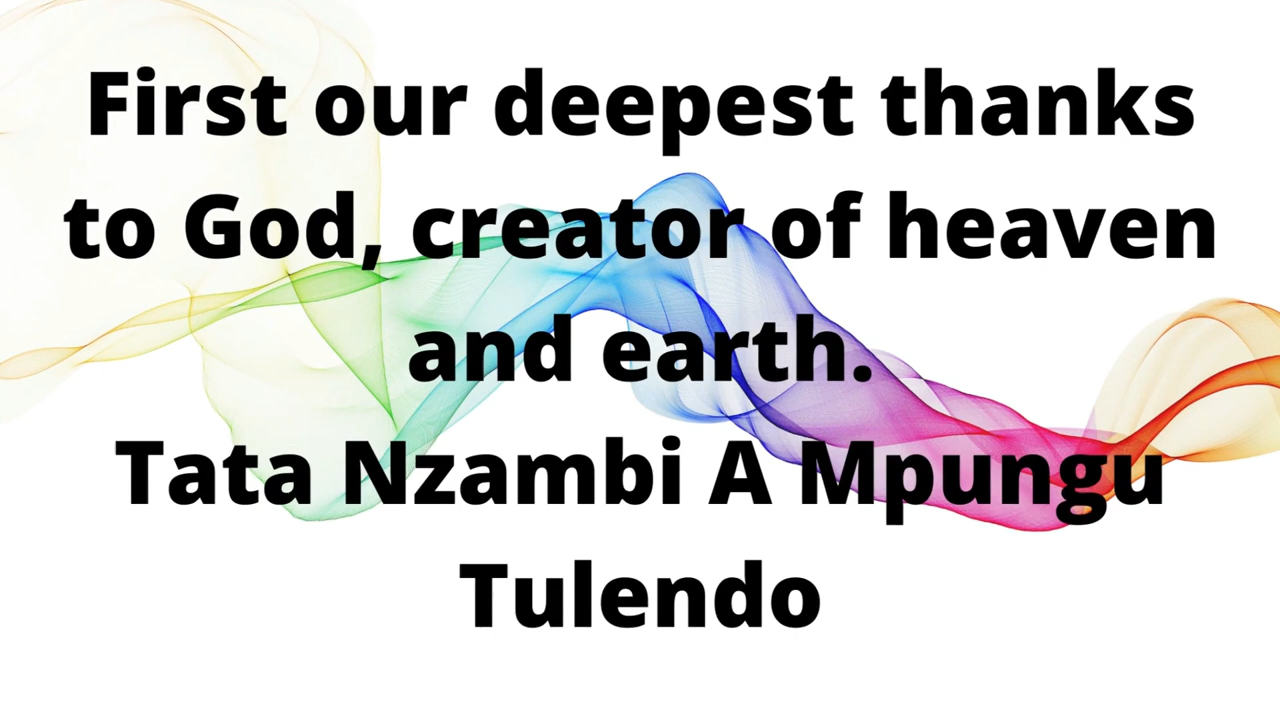 First our deepest thanks
to God, creator of heaven
and earth.
Tata Nzambi A Mpungu
Tulendo